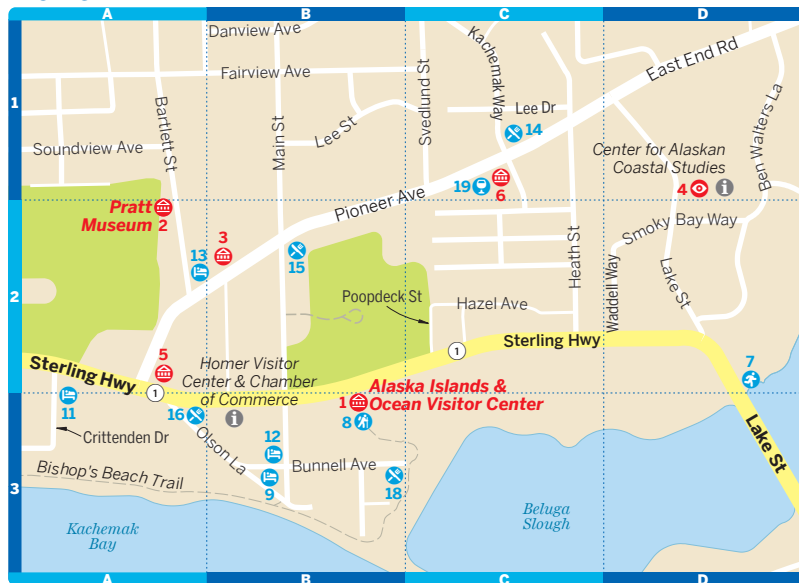 A
B
C
D
Danview Ave
Fairview Ave
Svedlund St
Kachemak Way
East End Rd
1
Bartlett St
Main St
Lee St
Lee Dr
14
Ben Walters La
Soundview Ave
Center for Alaskan
Coastal Studies
19
6
4
i
Pratt
Museum 2
Pioneer Ave
3
13
15
Smoky Bay Way
Heath St
Waddell Way
Lake St
2
Poopdeck St
Hazel Ave
Sterling Hwy
1
5
Sterling Hwy
1
Homer Visitor
Center & Chamber
of Commerce
i
7
11
16
Alaska Islands &
1 Ocean Visitor Center
8
Crittenden Dr
Olson La
12
Lake St
Bishop's Beach Trail
Bunnell Ave
9
18
3
Kachemak
Bay
Beluga
Slough
A
B
C
D